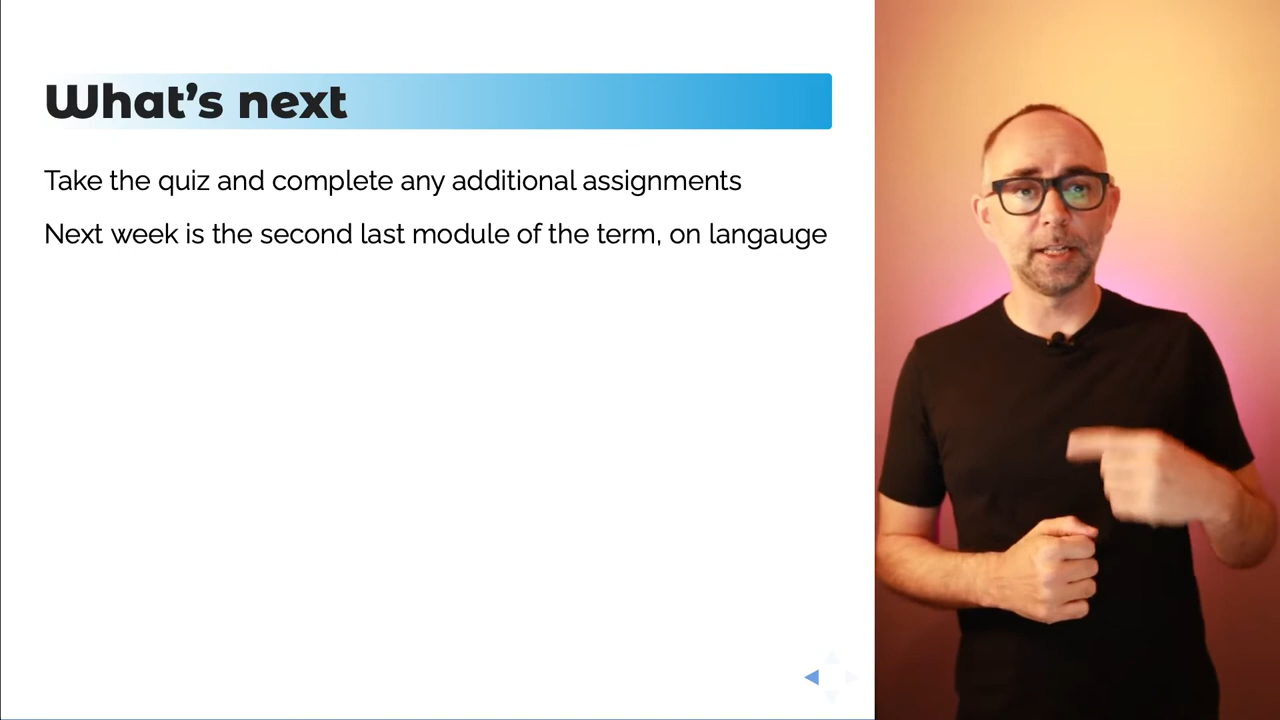 What's next
Take the quiz and complete any additional assignments
Next week is the second last module of the term, on langauge